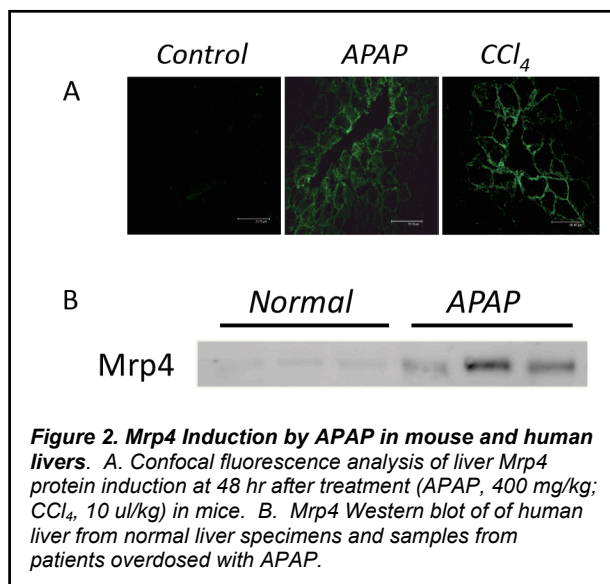 Control APAP CCl₄
A
B
Normal APAP
Mrp4
Figure 2. Mrp4 Induction by APAP in mouse and human
livers. A. Confocal fluorescence analysis of liver Mrp4
protein induction at 48 hr after treatment (APAP, 400 mg/kg;
CCl₄, 10 ul/kg) in mice. B. Mrp4 Western blot of of human
liver from normal liver specimens and samples from
patients overdosed with APAP.